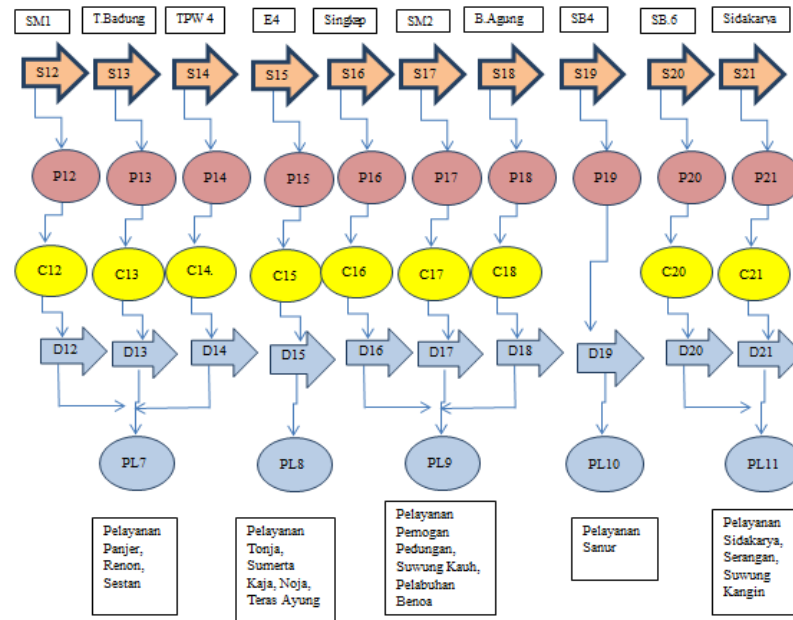 SM1 T.Badung TPW 4 E4 Singkep SM2 B.Agung SB4 SB.6 Sidakarya
S12 S13 S14 S15 S16 S17 S18 S19 S20 S21
P12 P13 P14 P15 P16 P17 P18 P19 P20 P21
C12 C13 C14. C15 C16 C17 C18 C20 C21
D12 D13 D14 D15 D16 D17 D18 D19 D20 D21
PL7 PL8 PL9 PL10 PL11
Pelayanan
Panjer,
Renon,
Sestan
Pelayanan
Tonja,
Sumerta
Kaja, Noja,
Teras Ayung
Pelayanan
Pemogan
Pedungan,
Suwung Kauh,
Pelabuhan
Benoa
Pelayanan
Sanur
Pelayanan
Sidakarya,
Serangan,
Suwung
Kangin